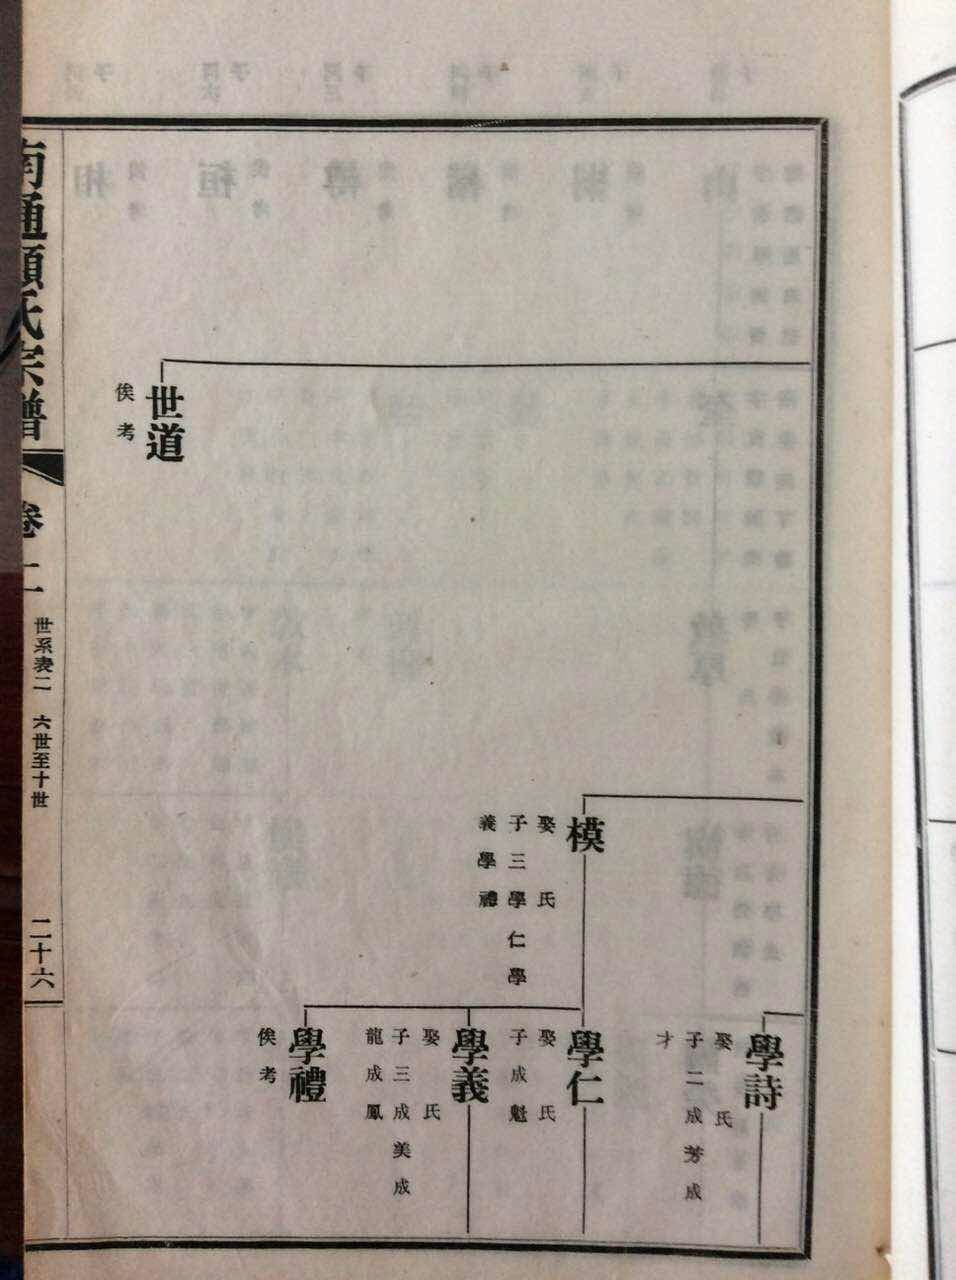 世道
俟考
模
娶氏
子三學仁學
義學禮
學詩
娶氏
子二成芳成
才
學仁
娶氏
子成魁
學義
娶氏
子三成美成
龍成鳳
學禮
俟考
南通顧氏宗譜
卷二
世系表二 六世至十世
二十六